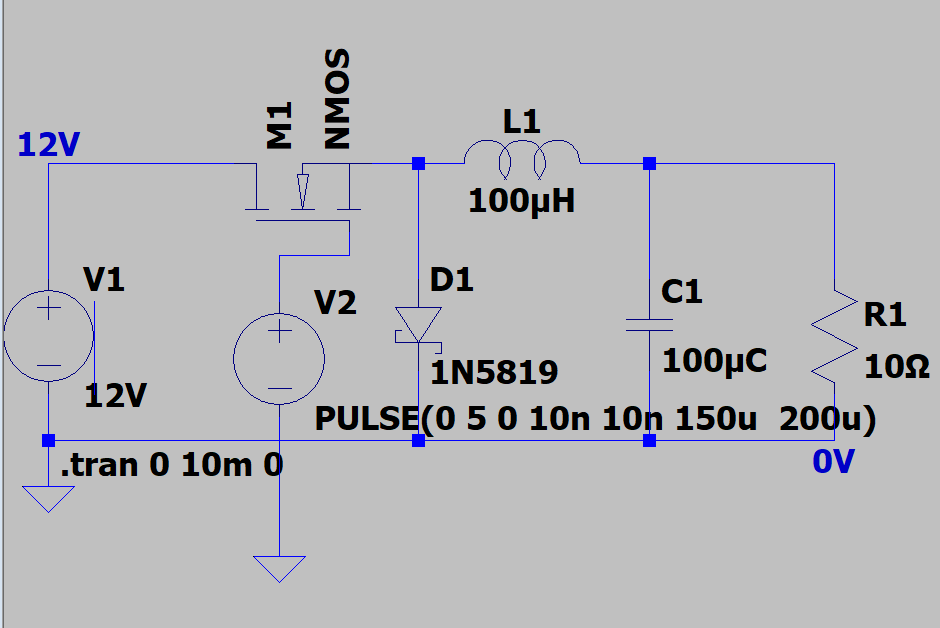 12V
M1
NMOS
L1
100µH
V1
12V
V2
D1
1N5819
C1
100µC
R1
10Ω
PULSE(0 5 0 10n 10n 150u  200u)
.tran 0 10m 0
0V